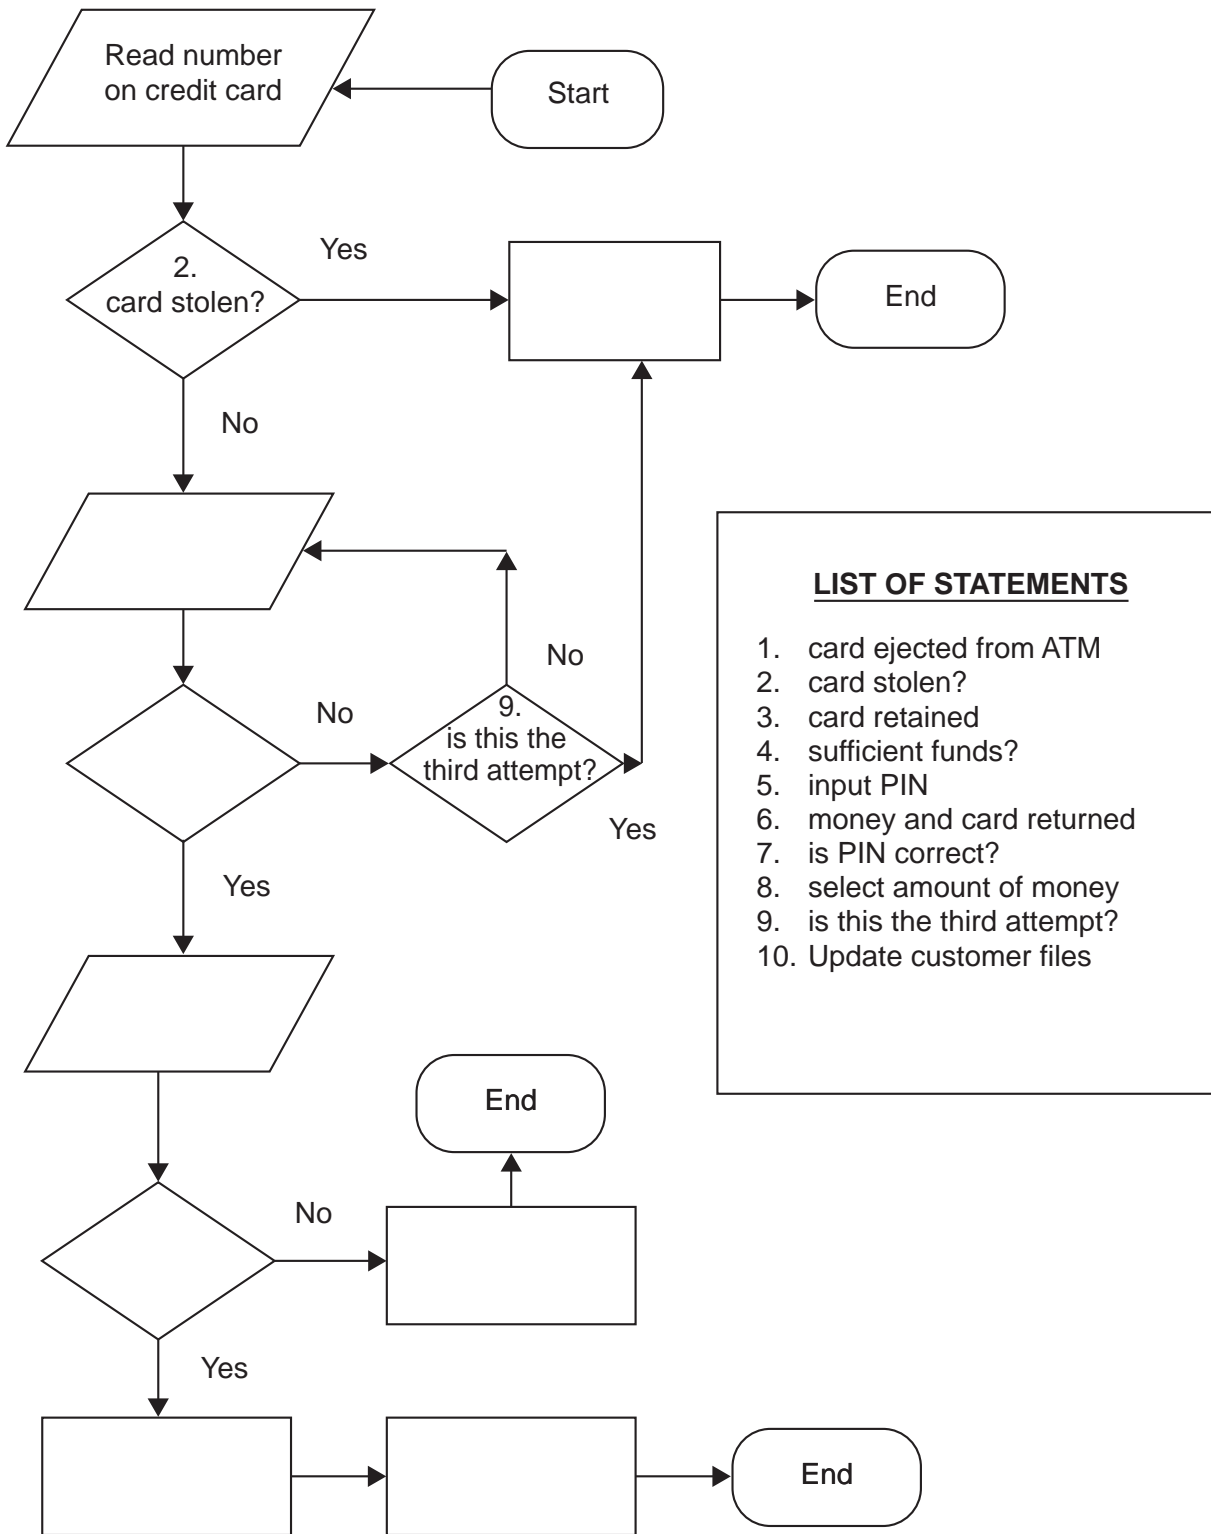 Read number
on credit card
Start
2.
card stolen?
Yes
End
No
LIST OF STATEMENTS
1. card ejected from ATM
2. card stolen?
3. card retained
4. sufficient funds?
5. input PIN
6. money and card returned
7. is PIN correct?
8. select amount of money
9. is this the third attempt?
10. Update customer files
No
No
9.
is this the
third attempt?
Yes
Yes
End
No
Yes
End